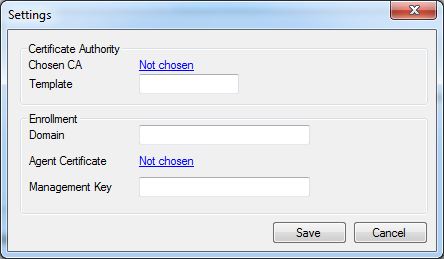 Settings
Certificate Authority
Chosen CA Not chosen
Template
Enrollment
Domain
Agent Certificate Not chosen
Management Key
Save Cancel